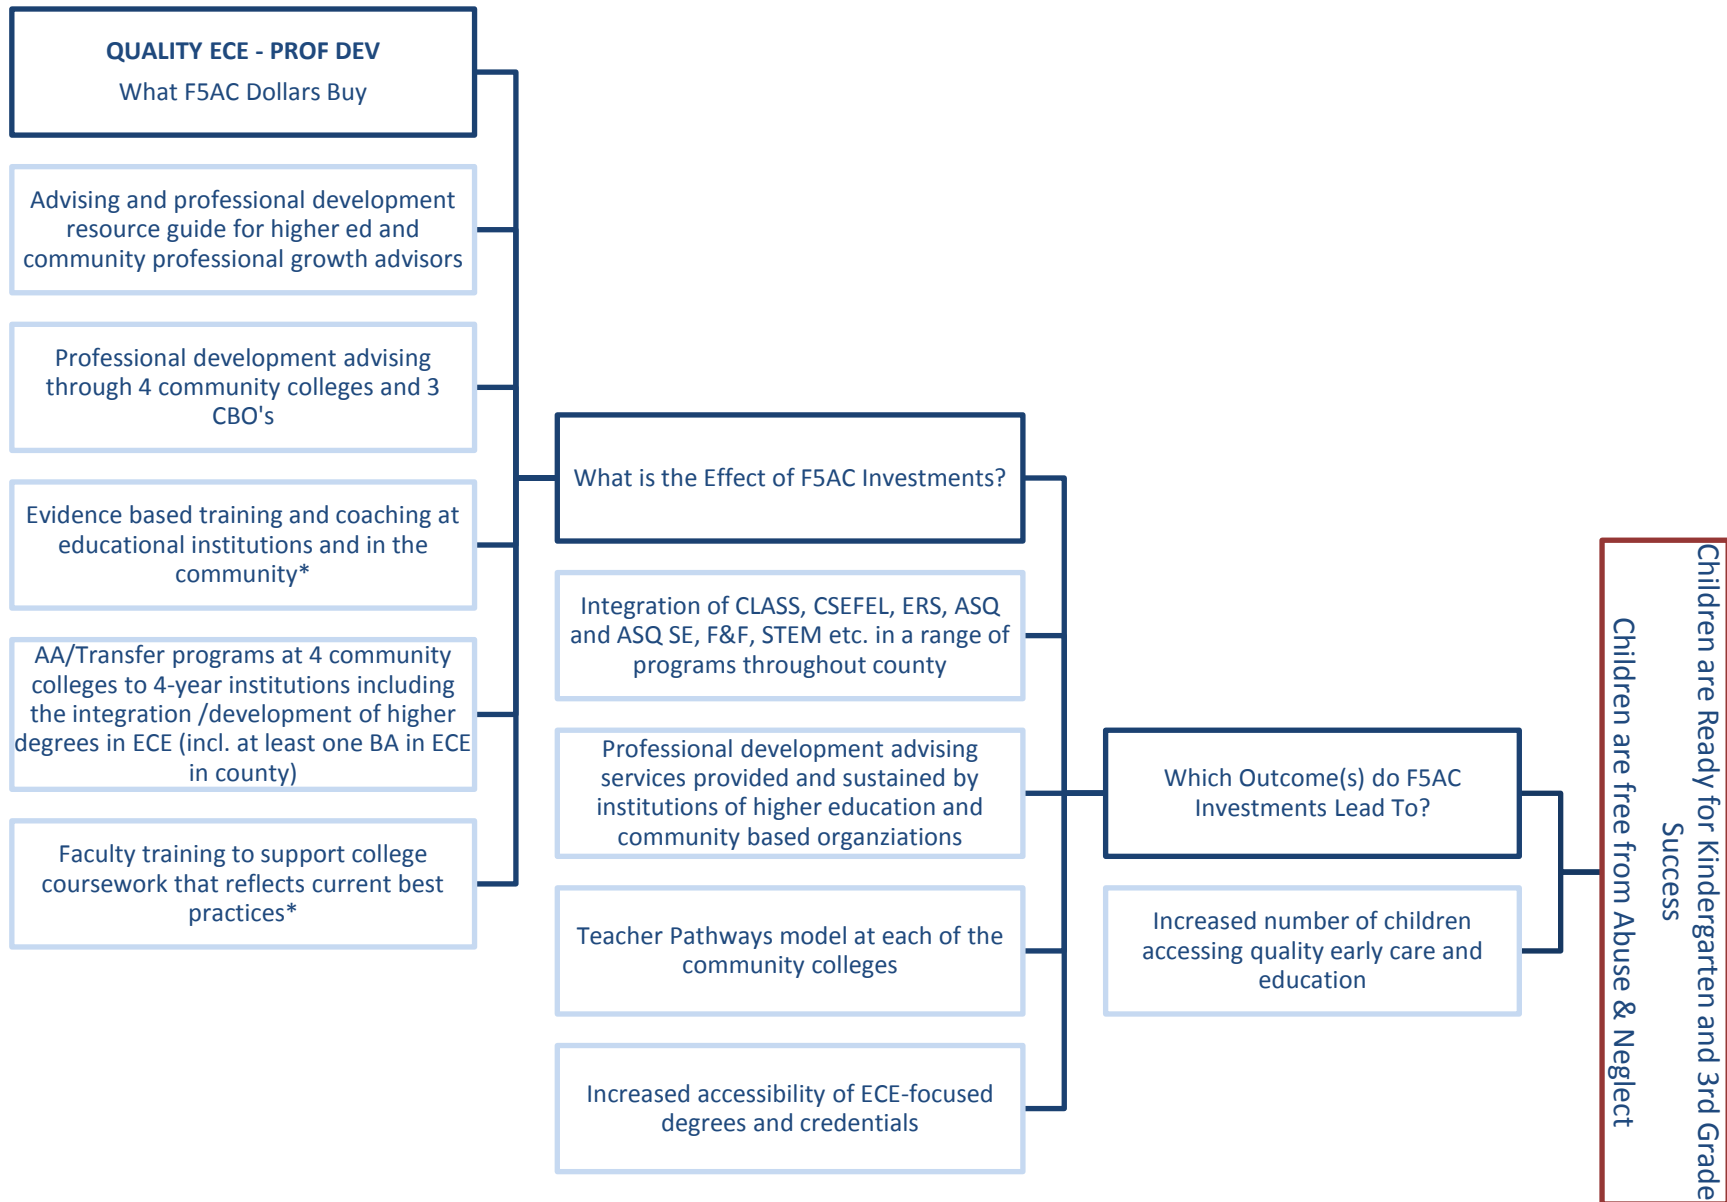 QUALITY ECE - PROF DEV
What F5AC Dollars Buy
Advising and professional development
resource guide for higher ed and
community professional growth advisors
Professional development advising
through 4 community colleges and 3
CBO's
Evidence based training and coaching at
educational institutions and in the
community*
AA/Transfer programs at 4 community
colleges to 4-year institutions including
the integration /development of higher
degrees in ECE (incl. at least one BA in ECE
in county)
Faculty training to support college
coursework that reflects current best
practices*
What is the Effect of F5AC Investments?
Integration of CLASS, CSEFEL, ERS, ASQ
and ASQ SE, F&F, STEM etc. in a range of
programs throughout county
Professional development advising
services provided and sustained by
institutions of higher education and
community based organziations
Teacher Pathways model at each of the
community colleges
Increased accessibility of ECE-focused
degrees and credentials
Which Outcome(s) do F5AC
Investments Lead To?
Increased number of children
accessing quality early care and
education
Children are Ready for Kindergarten and 3rd Grade
Success
Children are free from Abuse & Neglect